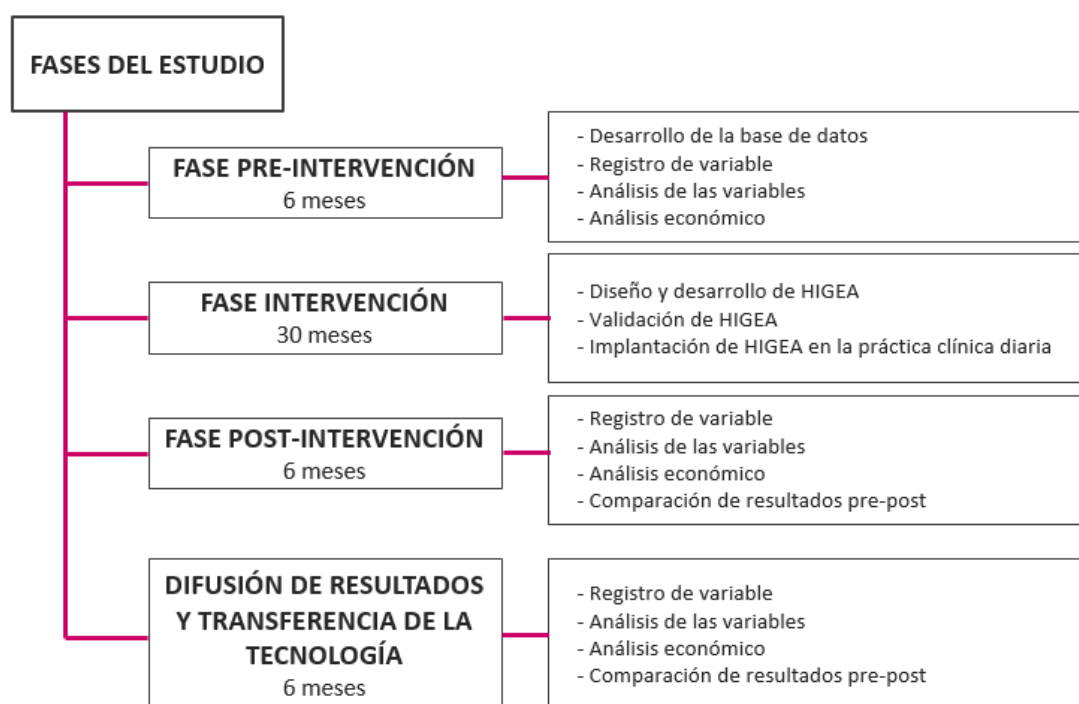 FASES DEL ESTUDIO
FASE PRE-INTERVENCIÓN
6 meses
- Desarrollo de la base de datos
- Registro de variable
- Análisis de las variables
- Análisis económico
FASE INTERVENCIÓN
30 meses
- Diseño y desarrollo de HIGEA
- Validación de HIGEA
- Implantación de HIGEA en la práctica clínica diaria
FASE POST-INTERVENCIÓN
6 meses
- Registro de variable
- Análisis de las variables
- Análisis económico
- Comparación de resultados pre-post
DIFUSIÓN DE RESULTADOS
Y TRANSFERENCIA DE LA
TECNOLOGÍA
6 meses
- Registro de variable
- Análisis de las variables
- Análisis económico
- Comparación de resultados pre-post